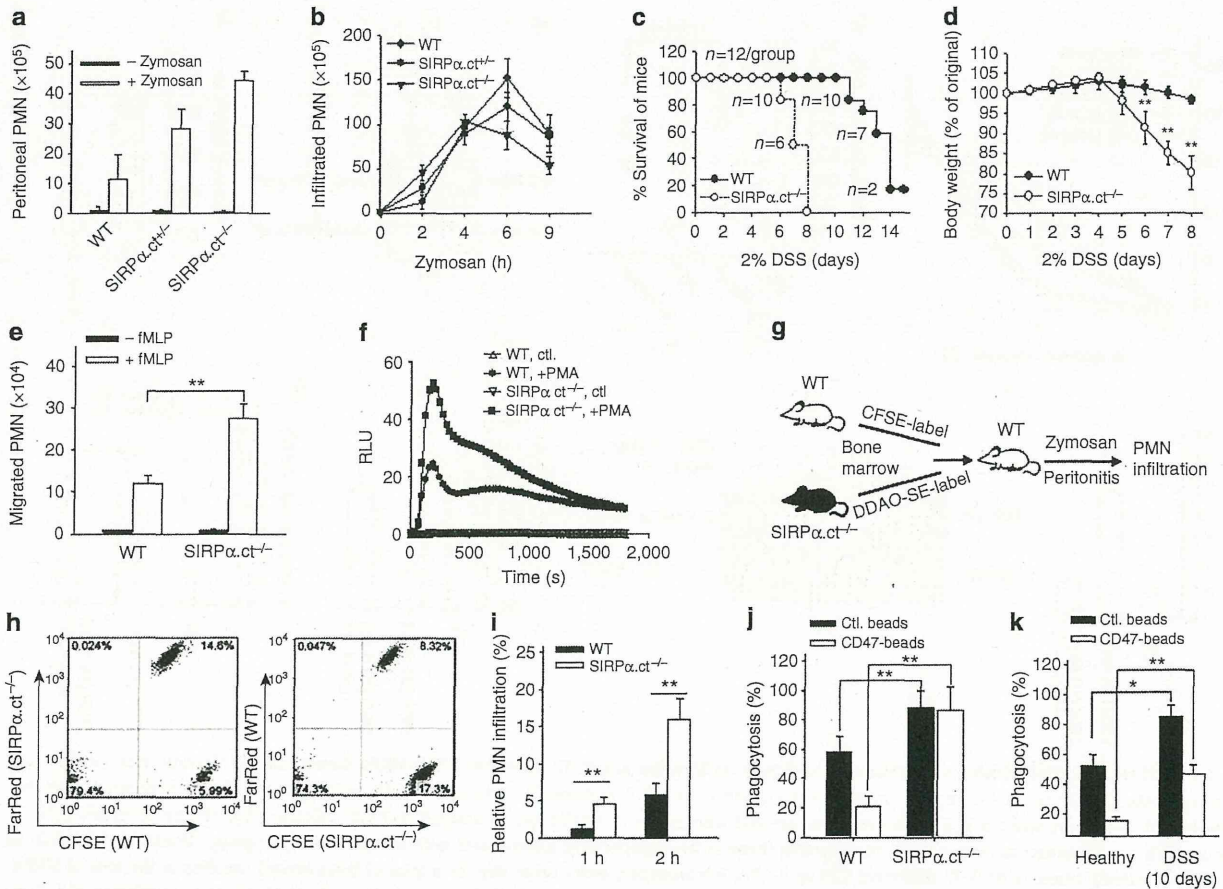 a
Peritoneal PMN (×10⁵)
50
40
30
20
10
0
– Zymosan
+ Zymosan
WT
SIRPα.ct⁺/⁻
SIRPα.ct⁻/⁻
b
Infiltrated PMN (×10⁵)
200
150
100
50
0
WT
SIRPα.ct⁺/⁻
SIRPα.ct⁻/⁻
0 2 4 6 9
Zymosan (h)
c
% Survival of mice
120
100
80
60
40
20
0
n=12/group
n=10
n=10
n=6
n=7
n=2
WT
SIRPα.ct⁻/⁻
0 2 4 6 8 10 12 14
2% DSS (days)
d
Body weight (% of original)
110
105
100
95
90
85
80
75
70
**
**
**
WT
SIRPα.ct⁻/⁻
0 1 2 3 4 5 6 7 8
2% DSS (days)
e
Migrated PMN (×10⁴)
40
30
20
10
0
– fMLP
+ fMLP
**
WT
SIRPα.ct⁻/⁻
f
RLU
60
40
20
0
WT, ctl.
WT, +PMA
SIRPα ct⁻/⁻, ctl
SIRPα ct⁻/⁻, +PMA
0 500 1,000 1,500 2,000
Time (s)
g
WT
CFSE-label
Bone
marrow
DDAO-SE-label
SIRPα.ct⁻/⁻
WT
Zymosan
Peritonitis
PMN
infiltration
h
FarRed (SIRPα.ct⁻/⁻)
10⁴
10³
10²
10¹
10⁰
0.024%
14.6%
79.4%
5.99%
10⁰ 10¹ 10² 10³ 10⁴
CFSE (WT)
FarRed (WT)
10⁴
10³
10²
10¹
10⁰
0.047%
8.32%
74.3%
17.3%
10⁰ 10¹ 10² 10³ 10⁴
CFSE (SIRPα.ct⁻/⁻)
i
Relative PMN infiltration (%)
25
20
15
10
5
0
WT
SIRPα.ct⁻/⁻
**
**
1 h
2 h
j
Phagocytosis (%)
120
100
80
60
40
20
0
Ctl. beads
CD47-beads
**
**
WT
SIRPα.ct⁻/⁻
k
Phagocytosis (%)
120
100
80
60
40
20
Ctl. beads
CD47-beads
*
**
Healthy
DSS
(10 days)